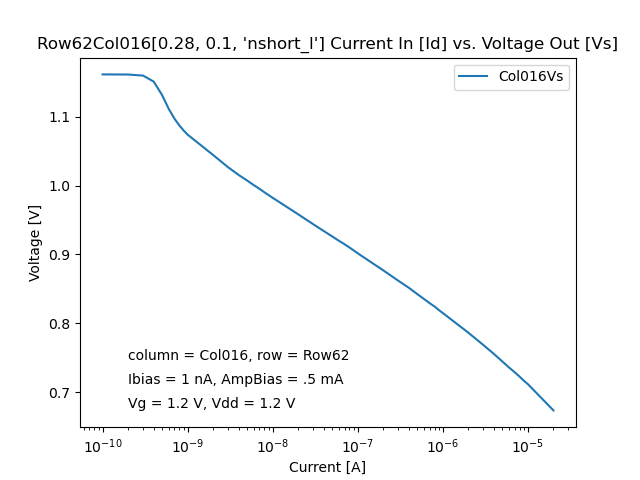 Row62Col016[0.28, 0.1, 'nshort_l'] Current In [Id] vs. Voltage Out [Vs]
Col016Vs
1.1
1.0
0.9
0.8
0.7
Voltage [V]
column = Col016, row = Row62
Ibias = 1 nA, AmpBias = .5 mA
Vg = 1.2 V, Vdd = 1.2 V
10⁻¹⁰ 10⁻⁹ 10⁻⁸ 10⁻⁷ 10⁻⁶ 10⁻⁵
Current [A]